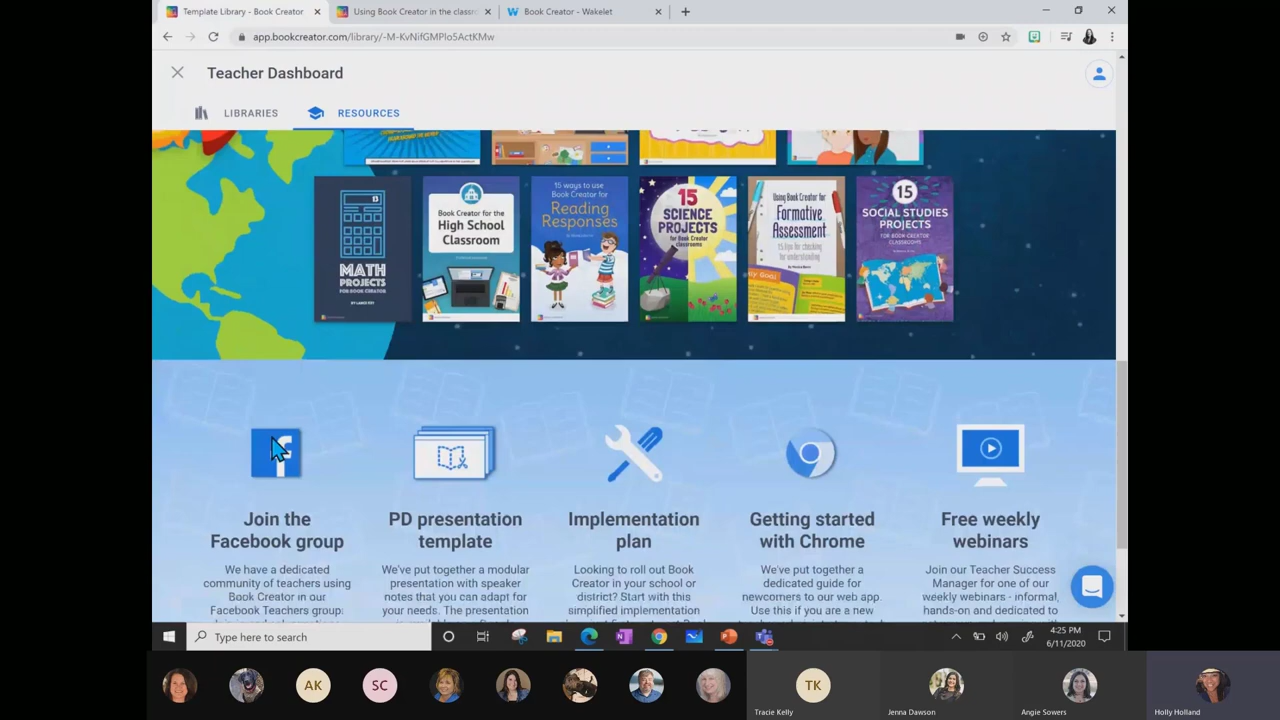 Template Library - Book Creator
Using Book Creator in the classr
Book Creator - Wakelet
app.bookcreator.com/library/-M-KvNifGMPlo5ActKMw
Teacher Dashboard
LIBRARIES
RESOURCES
MATH
PROJECTS
FOR BOOK CREATOR
Book Creator for the
High School
Classroom
15 ways to use
Book Creator for
Reading
Responses
15
SCIENCE
PROJECTS
for Book Creator
classrooms
Using Book Creator for
Formative
Assessment
15 tips for checking
for understanding
15
SOCIAL STUDIES
PROJECTS
FOR BOOK CREATOR
CLASSROOMS
Join the
Facebook group
We have a dedicated
community of teachers using
Book Creator in our
Facebook Teachers group:
PD presentation
template
We've put together a modular
presentation with speaker
notes that you can adapt for
your needs. The presentation
Implementation
plan
Looking to roll out Book
Creator in your school or
district? Start with this
simplified implementation
Getting started
with Chrome
We've put together a
dedicated guide for
newcomers to our web app.
Use this if you are a new
Free weekly
webinars
Join our Teacher Success
Manager for one of our
weekly webinars - informal,
hands-on and dedicated to
Type here to search
4:25 PM
6/11/2020
AK
SC
TK
Tracie Kelly
Jenna Dawson
Angie Sowers
Holly Holland